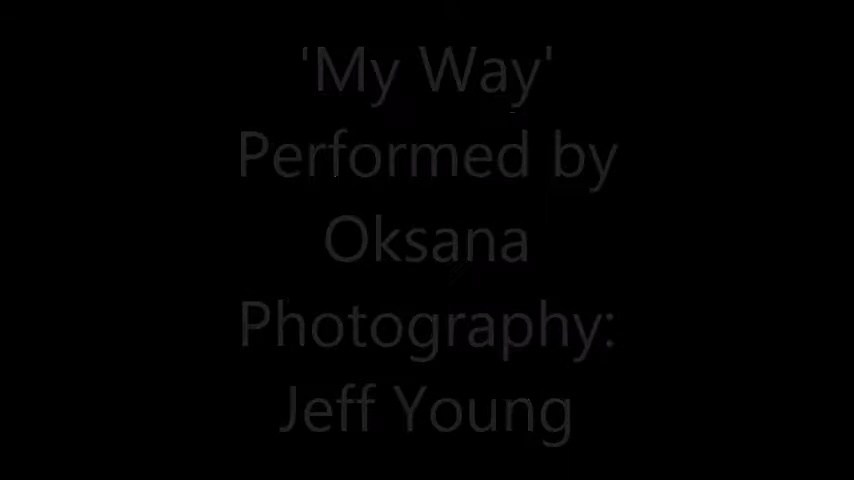 'My Way'
Performed by
Oksana
Photography:
Jeff Young